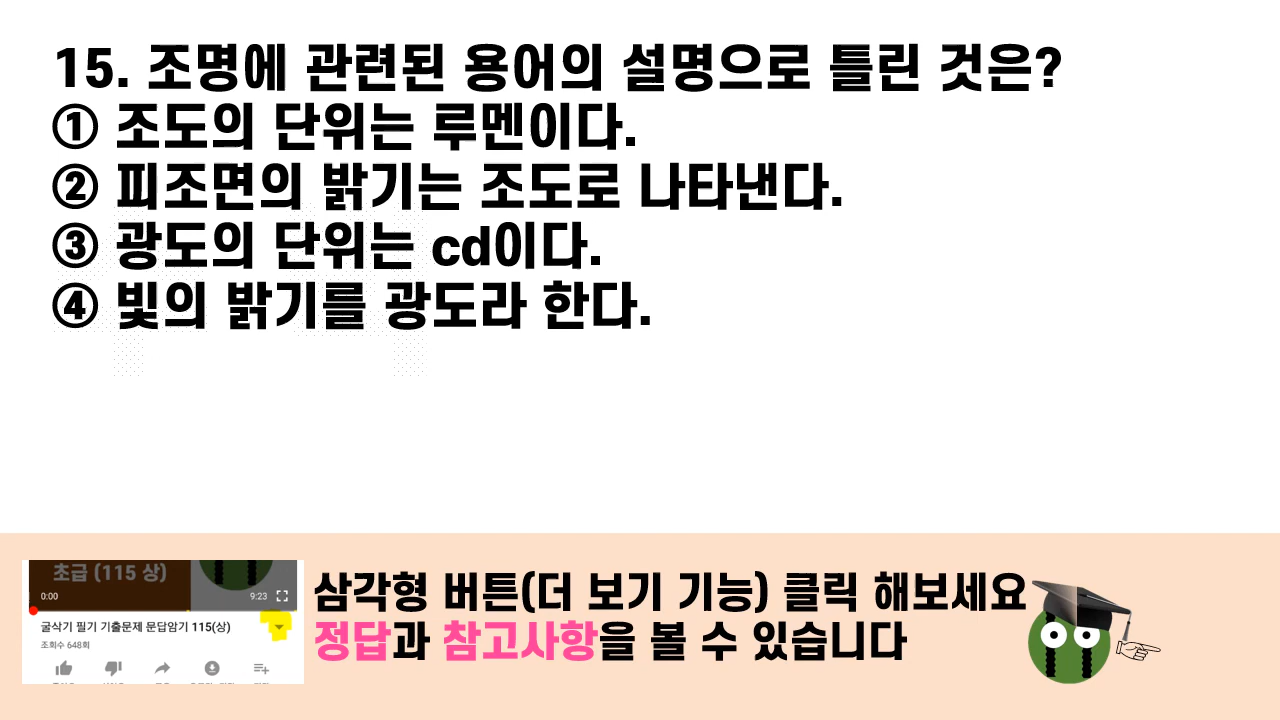 15. 조명에 관련된 용어의 설명으로 틀린 것은?
① 조도의 단위는 루멘이다.
② 피조면의 밝기는 조도로 나타낸다.
③ 광도의 단위는 cd이다.
④ 빛의 밝기를 광도라 한다.
초급 (115 상)
0:00 9:23
굴삭기 필기 기출문제 문답암기 115(상)
조회수 648회
삼각형 버튼(더 보기 기능) 클릭 해보세요
정답과 참고사항을 볼 수 있습니다